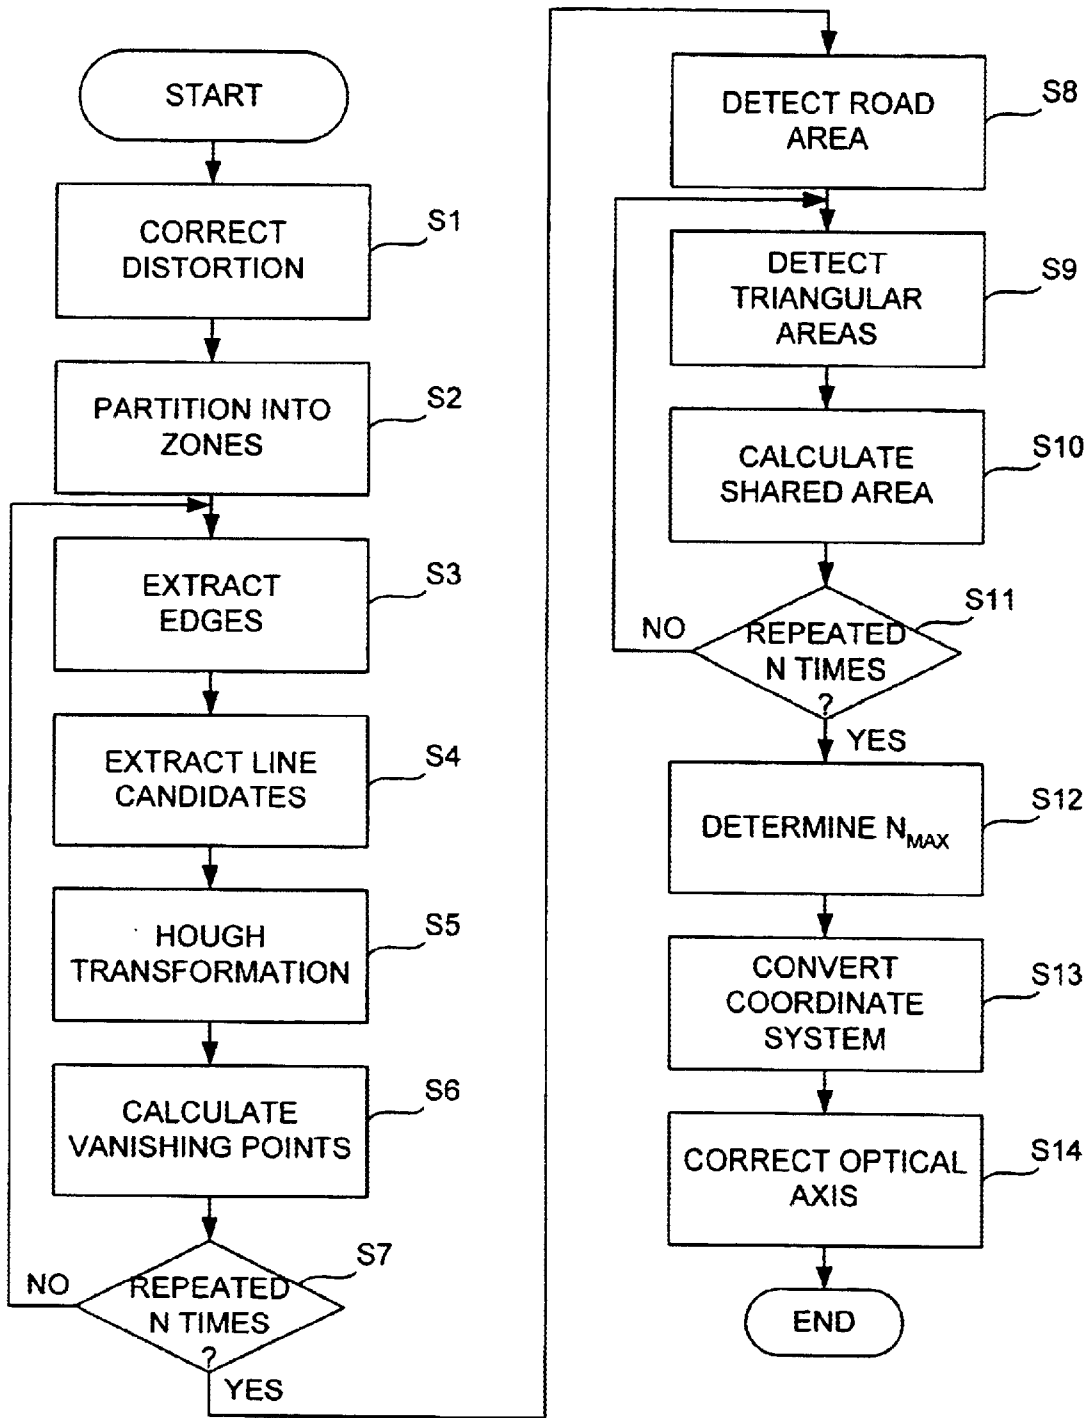 START
CORRECT
DISTORTION
S1
PARTITION INTO
ZONES
S2
EXTRACT
EDGES
S3
EXTRACT LINE
CANDIDATES
S4
HOUGH
TRANSFORMATION
S5
CALCULATE
VANISHING POINTS
S6
REPEATED
N TIMES
?
S7
NO
YES
DETECT ROAD
AREA
S8
DETECT
TRIANGULAR
AREAS
S9
CALCULATE
SHARED AREA
S10
REPEATED
N TIMES
?
S11
NO
YES
DETERMINE N_MAX
S12
CONVERT
COORDINATE
SYSTEM
S13
CORRECT OPTICAL
AXIS
S14
END